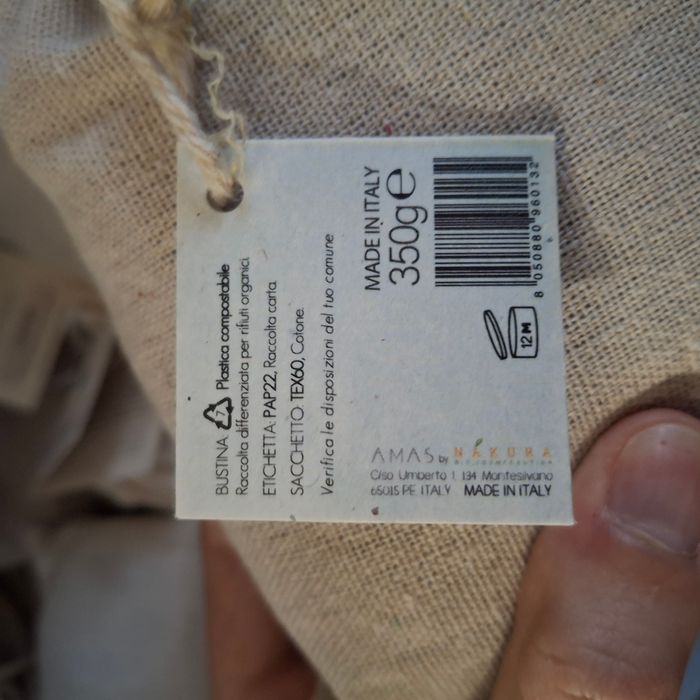 BUSTINA 7 Plastica compostabile
Raccolta differenziata per rifiuti organici.
ETICHETTA: PAP22, Raccolta carta.
SACCHETTO: TEX60, Cotone.
Verifica le disposizioni del tuo comune
MADE IN ITALY
350g e
8 050880 960132
12 M
AMAS by NAKURA
C/so Umberto I, 134 Montesilvano
65015 PE, ITALY MADE IN ITALY